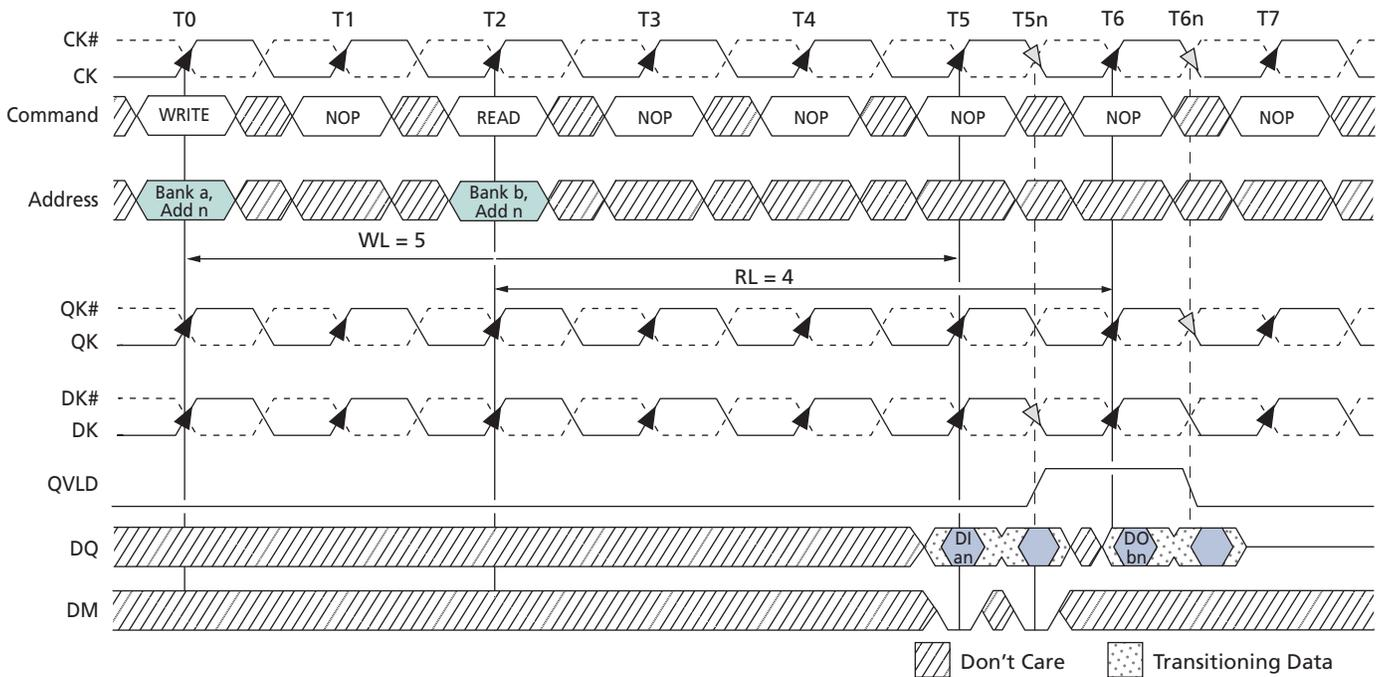 T0 T1 T2 T3 T4 T5 T5n T6 T6n T7
CK#
CK
Command WRITE NOP READ NOP NOP NOP NOP NOP
Address Bank a, Add n Bank b, Add n
WL = 5
RL = 4
QK#
QK
DK#
DK
QVLD
DQ DI an DO bn
DM
Don't Care Transitioning Data